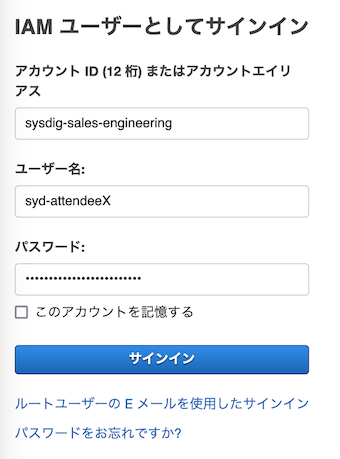 IAM ユーザーとしてサインイン
アカウント ID (12 桁) またはアカウントエイリ
アス
sysdig-sales-engineering
ユーザー名:
syd-attendeeX
パスワード:
••••••••••••••••••••••••••
このアカウントを記憶する
サインイン
ルートユーザーの E メールを使用したサインイン
パスワードをお忘れですか?